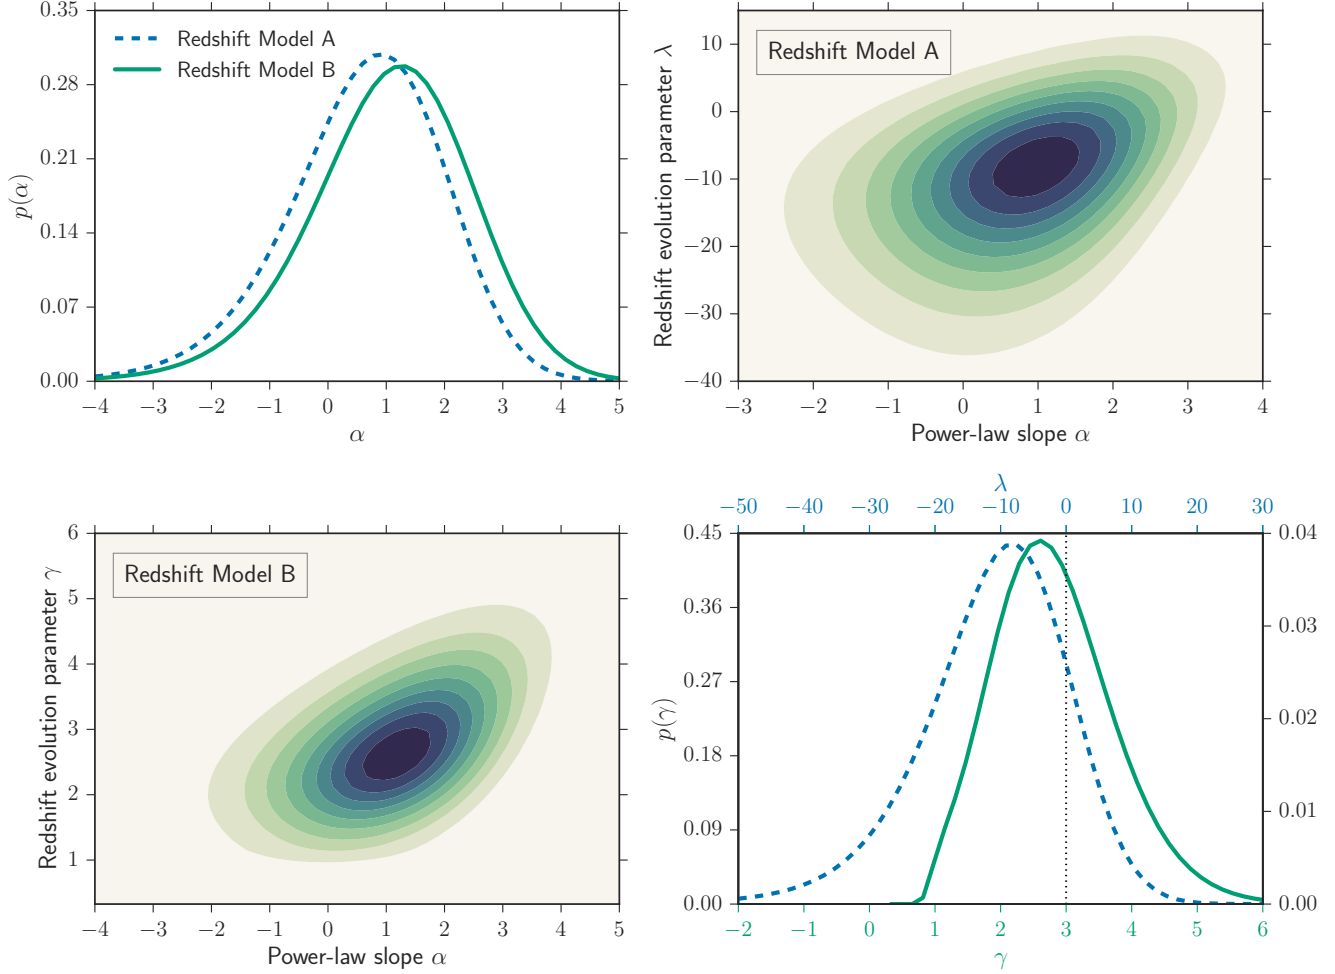 0.35
0.28
0.21
0.14
0.07
0.00
p(α)
Redshift Model A
Redshift Model B
−4 −3 −2 −1 0 1 2 3 4 5
α
10
0
−10
−20
−30
−40
Redshift evolution parameter λ
Redshift Model A
−3 −2 −1 0 1 2 3 4
Power-law slope α
6
5
4
3
2
1
Redshift evolution parameter γ
Redshift Model B
−4 −3 −2 −1 0 1 2 3 4 5
Power-law slope α
λ
−50 −40 −30 −20 −10 0 10 20 30
0.45
0.36
0.27
0.18
0.09
0.00
p(γ)
0.04
0.03
0.02
0.01
0.00
−2 −1 0 1 2 3 4 5 6
γ